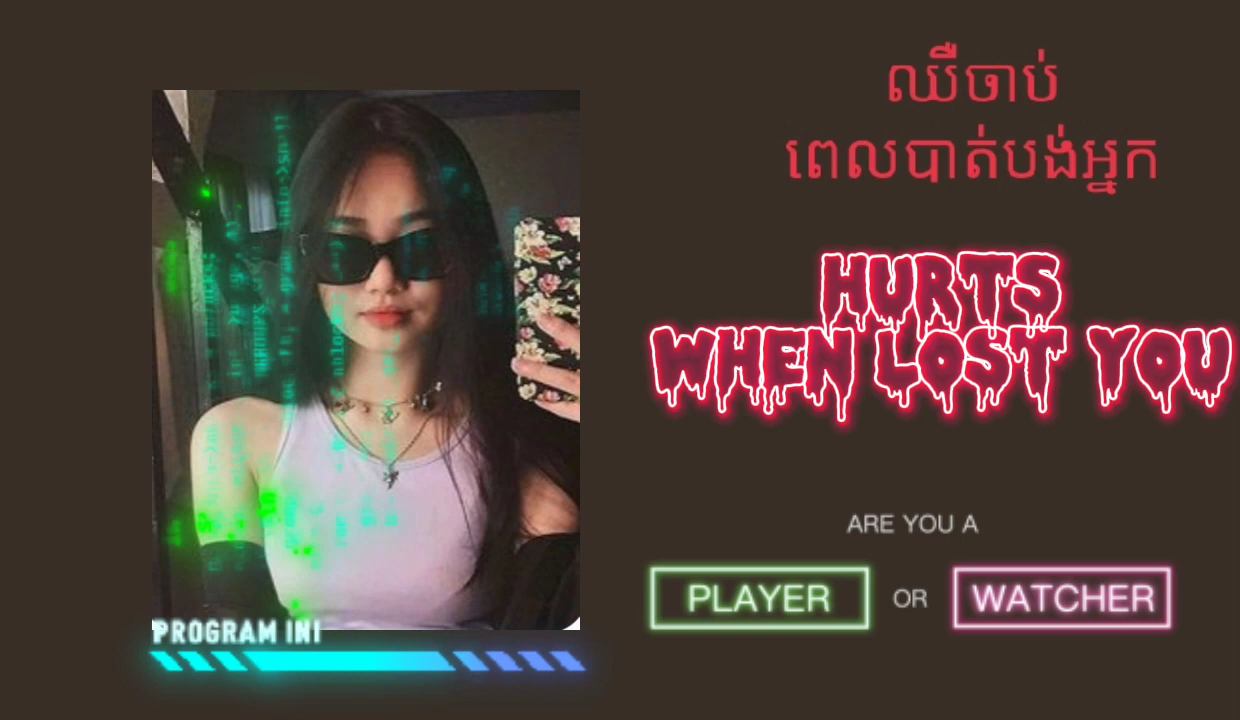 ឈឺចាប់
ពេលបាត់បង់អ្នក
HURTS
WHEN LOST YOU
ARE YOU A
PLAYER OR WATCHER
PROGRAM INI